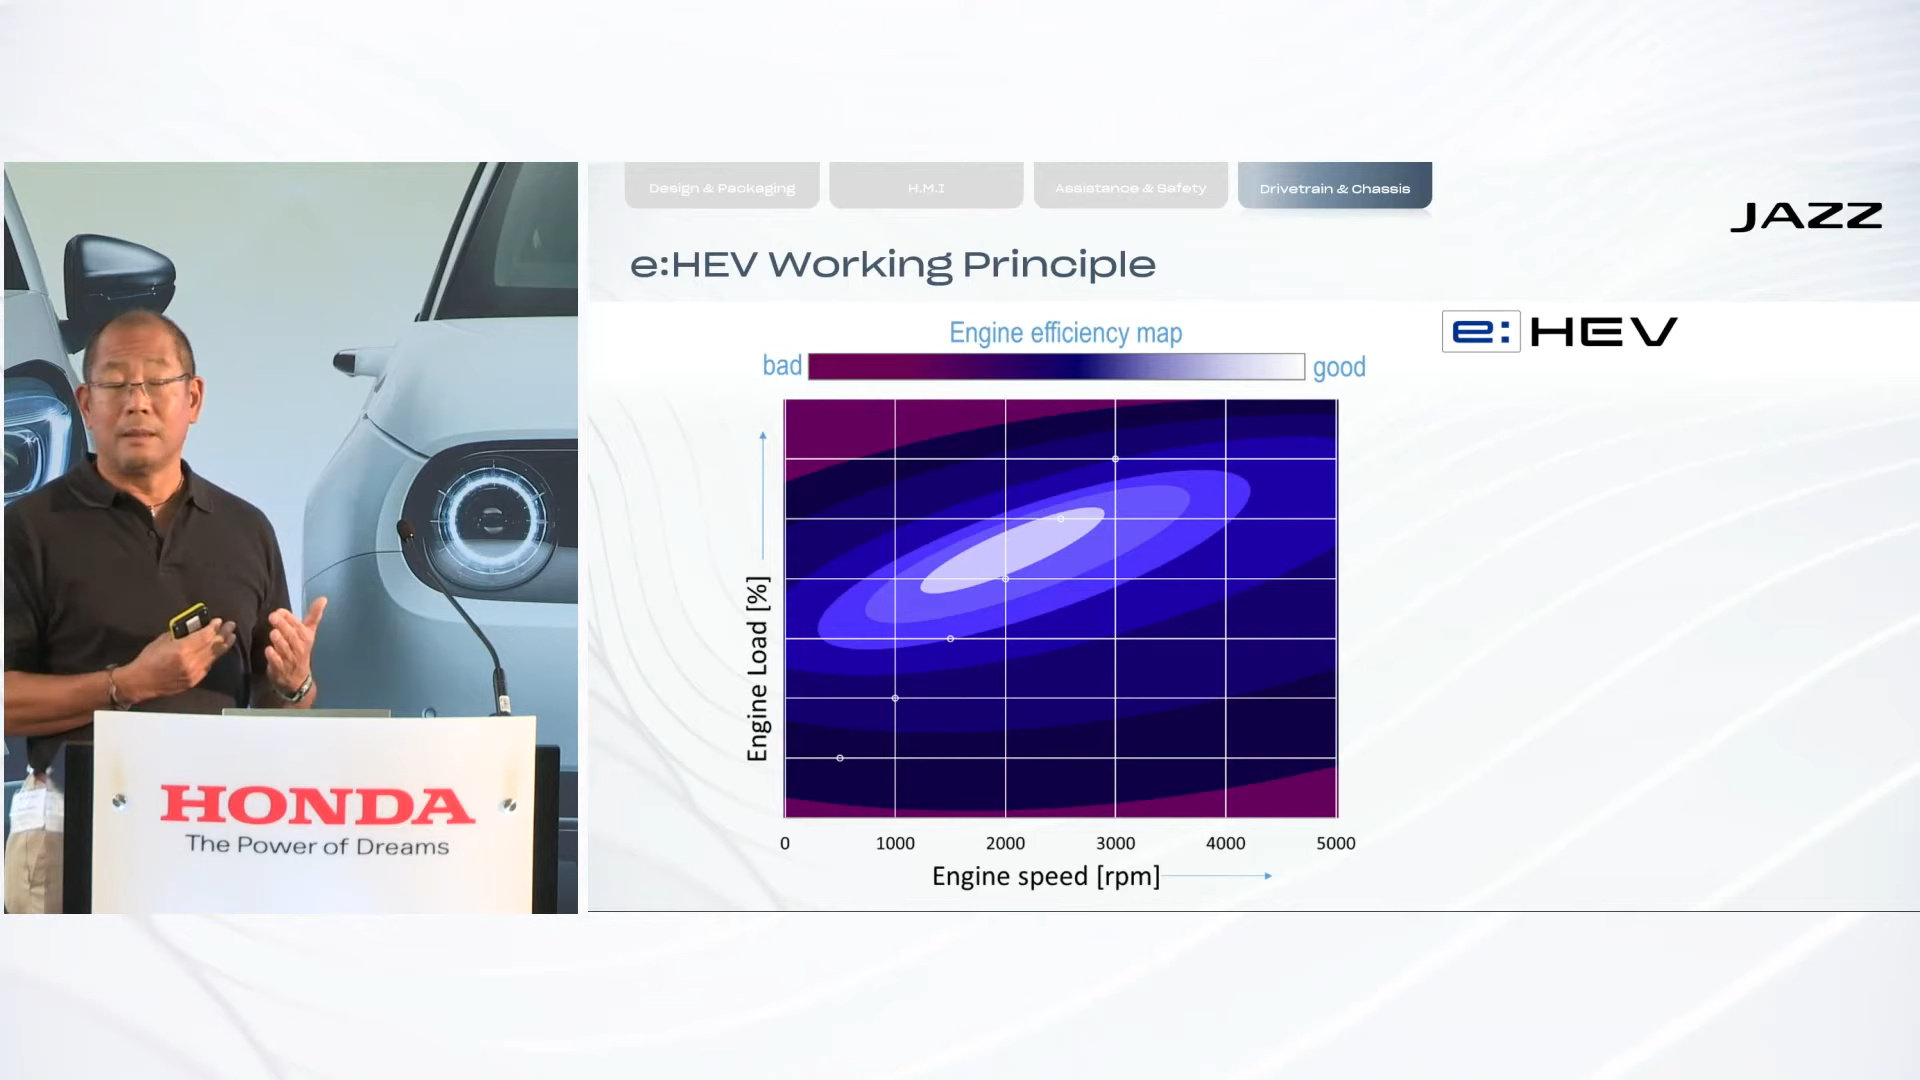 Design & Packaging
H.M.I
Assistance & Safety
Drivetrain & Chassis
JAZZ
e:HEV Working Principle
e:HEV
Engine efficiency map
bad
good
Engine Load [%]
0
1000
2000
3000
4000
5000
Engine speed [rpm]
HONDA
The Power of Dreams